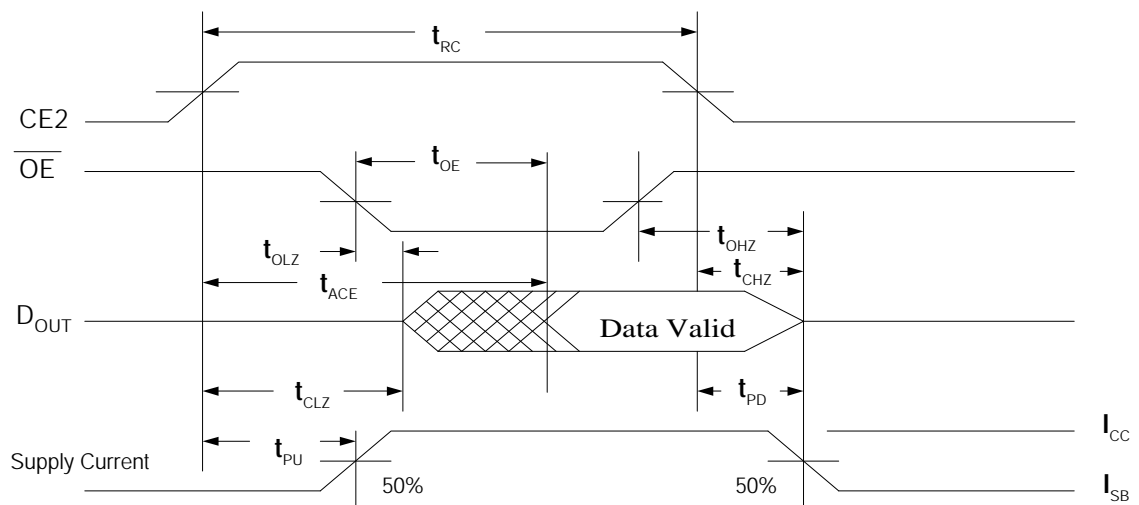 tRC
CE2
OE
tOE
tOHZ
tOLZ
tCHZ
tACE
DOUT
Data Valid
tCLZ
tPD
ICC
tPU
Supply Current
50%
50%
ISB